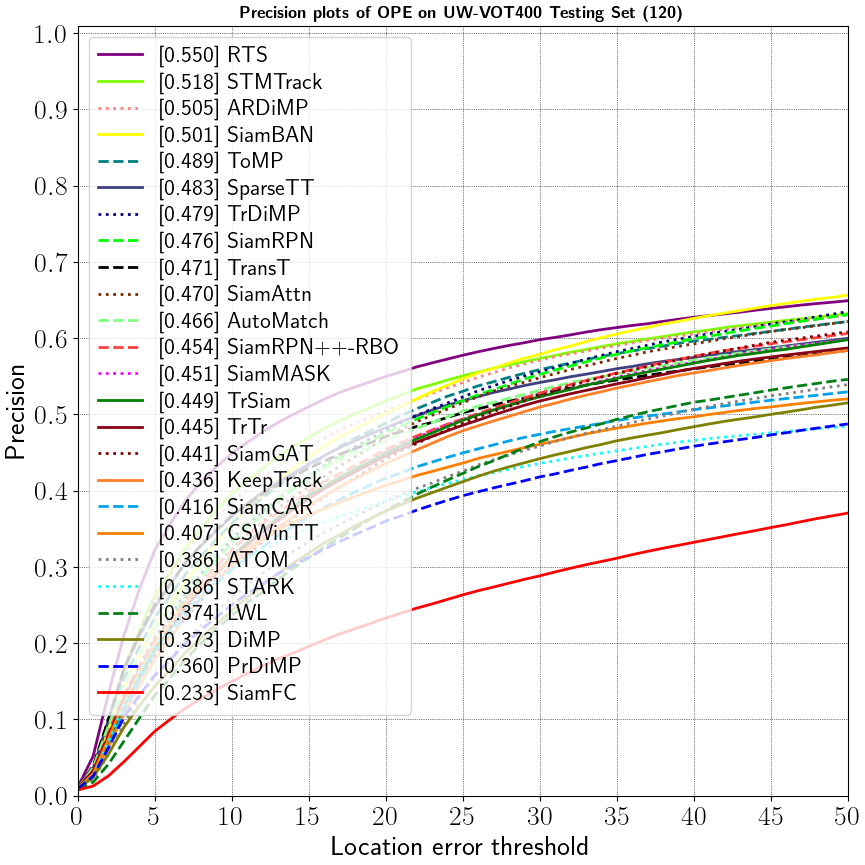 Precision plots of OPE on UW-VOT400 Testing Set (120)
1.0
0.9
0.8
0.7
0.6
0.5
0.4
0.3
0.2
0.1
0.0
Precision
[0.550] RTS
[0.518] STMTrack
[0.505] ARDiMP
[0.501] SiamBAN
[0.489] ToMP
[0.483] SparseTT
[0.479] TrDiMP
[0.476] SiamRPN
[0.471] TransT
[0.470] SiamAttn
[0.466] AutoMatch
[0.454] SiamRPN++-RBO
[0.451] SiamMASK
[0.449] TrSiam
[0.445] TrTr
[0.441] SiamGAT
[0.436] KeepTrack
[0.416] SiamCAR
[0.407] CSWinTT
[0.386] ATOM
[0.386] STARK
[0.374] LWL
[0.373] DiMP
[0.360] PrDiMP
[0.233] SiamFC
0 5 10 15 20 25 30 35 40 45 50
Location error threshold